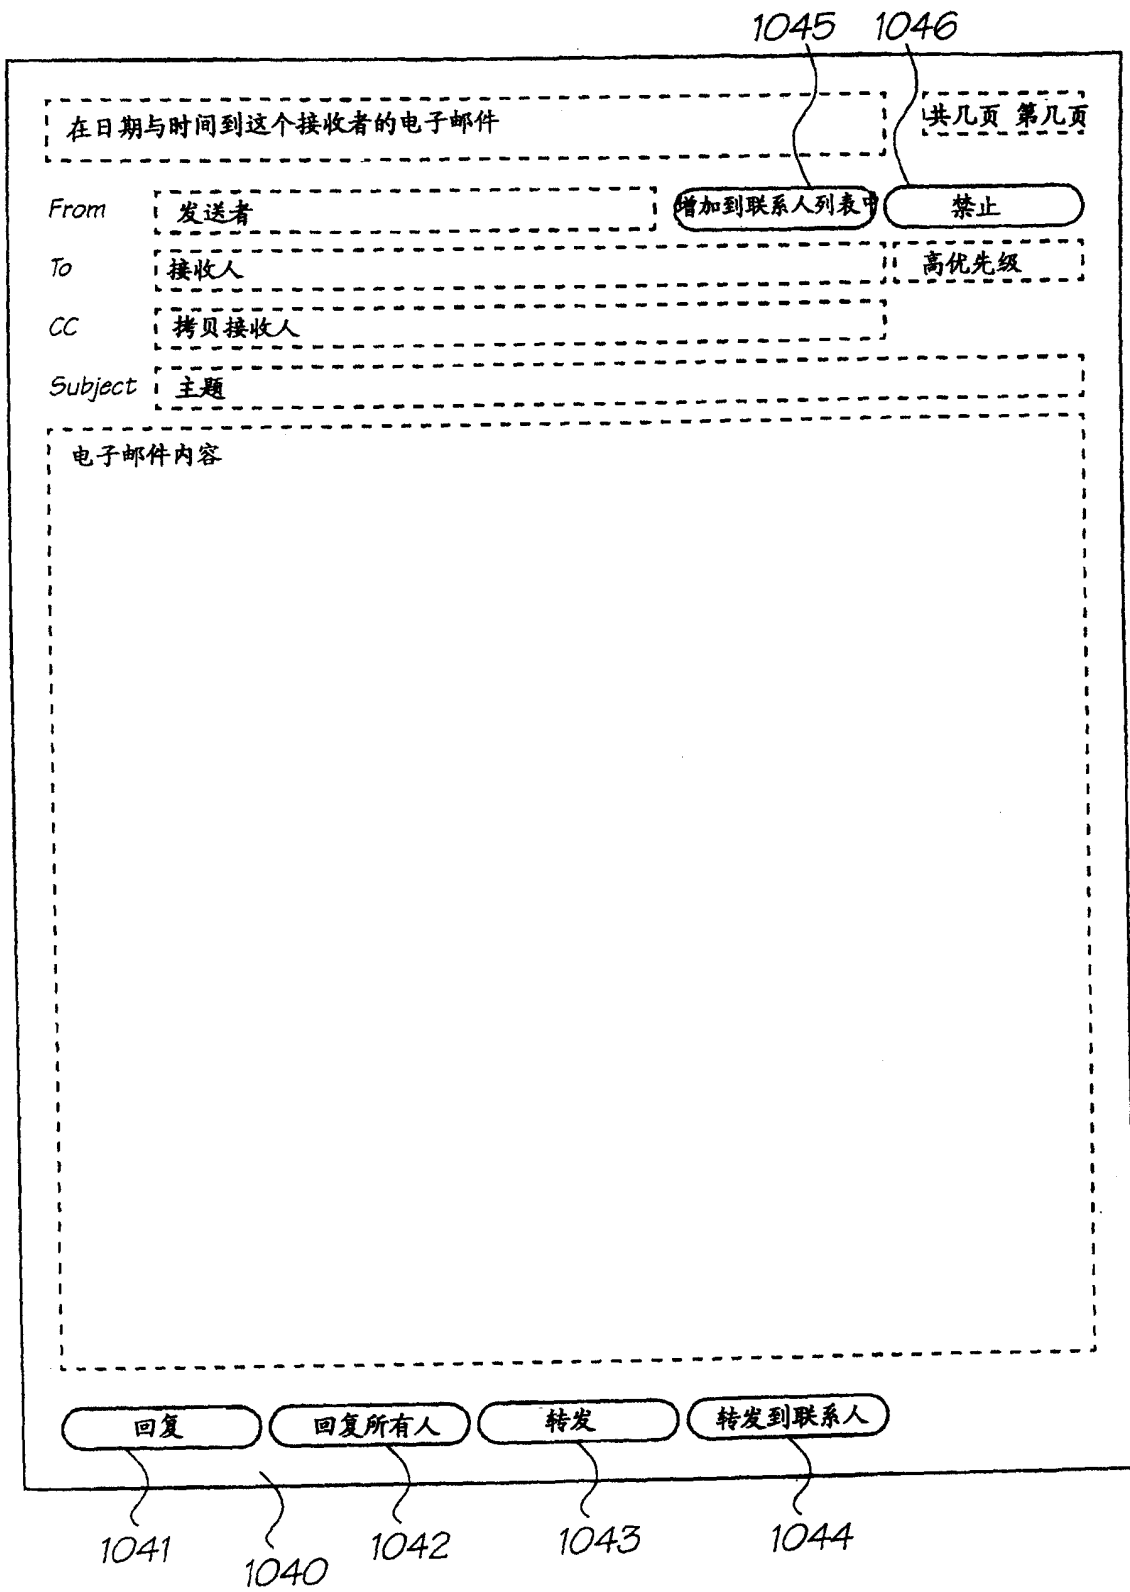 1045 1046
在日期与时间到这个接收者的电子邮件 共几页 第几页
From 发送者 增加到联系人列表中 禁止
To 接收人 高优先级
CC 拷贝接收人
Subject 主题
电子邮件内容
回复 回复所有人 转发 转发到联系人
1041 1040 1042 1043 1044